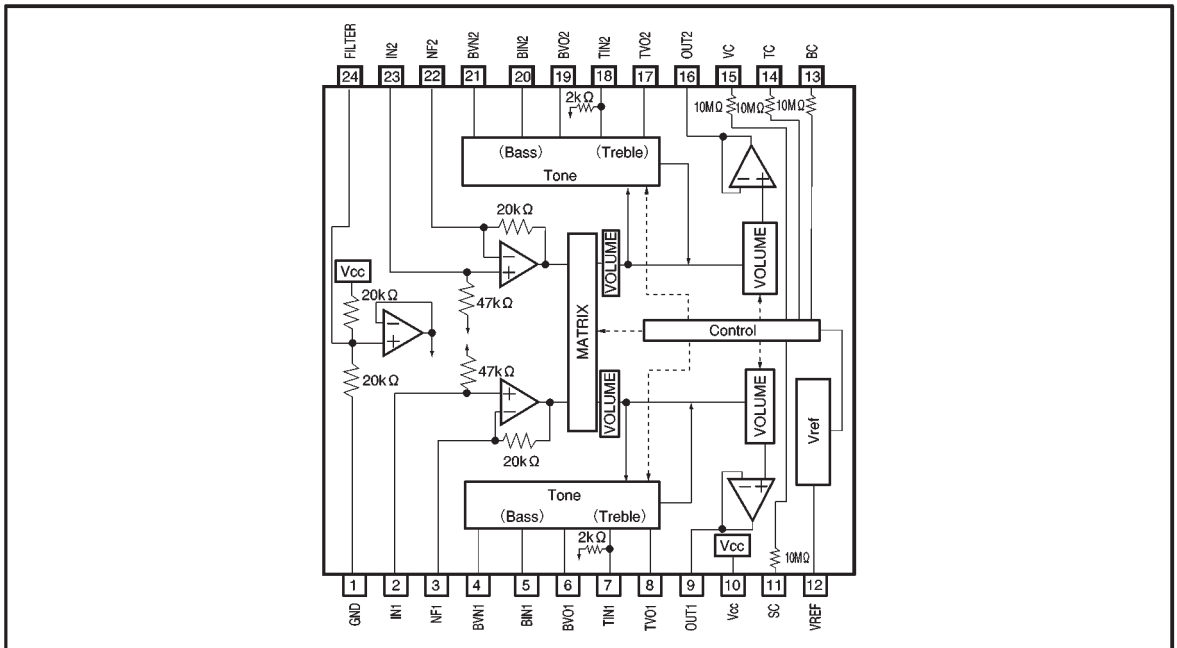 FILTER
IN2
NF2
BVN2
BIN2
BVO2
TIN2
TVO2
OUT2
VC
TC
BC
24
23
22
21
20
19
18
17
16
15
14
13
2kΩ
10MΩ
10MΩ
10MΩ
(Bass)
(Treble)
Tone
20kΩ
VOLUME
VOLUME
Vcc
20kΩ
47kΩ
MATRIX
Control
20kΩ
47kΩ
VOLUME
VOLUME
Vref
20kΩ
Tone
(Bass)
(Treble)
2kΩ
Vcc
10MΩ
1
2
3
4
5
6
7
8
9
10
11
12
GND
IN1
NF1
BVN1
BIN1
BVO1
TIN1
TVO1
OUT1
Vcc
SC
VREF